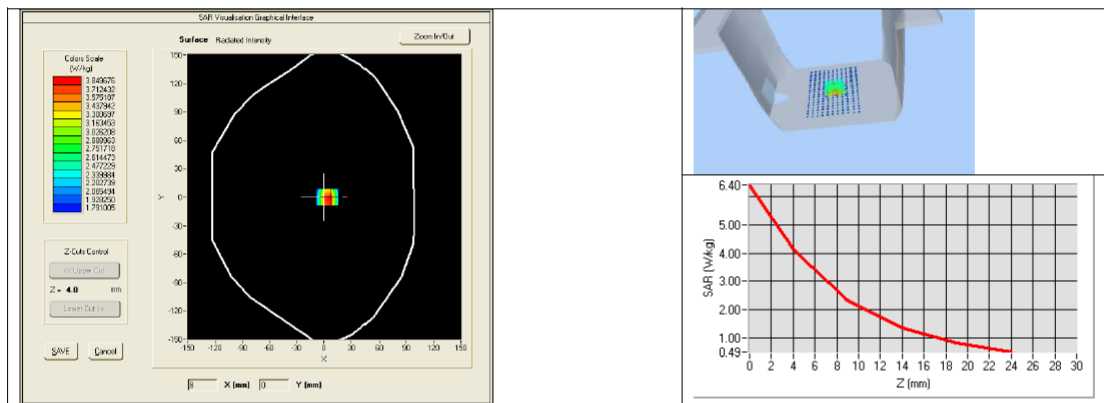 SAR Visualisation Graphical Interface
Surface Radiated Intensity
Zoom In/Out
Colors Scale
(W/kg)
3.849676
3.712432
3.575187
3.437942
3.300697
3.163453
3.026208
2.888963
2.751718
2.614473
2.477229
2.339984
2.202739
2.065494
1.928250
1.791005
150-
120-
90-
60-
30-
0-
-30-
-60-
-90-
-120-
-150-
Y
-150 -120 -90 -60 -30 0 30 60 90 120 150
X
Z-Cuts Control
<< Upper Cut
Z = 4.0 mm
Lower Cut >>
SAVE Cancel
8 X (mm) 0 Y (mm)
6.40-
5.00-
4.00-
3.00-
2.00-
1.00-
0.49-
SAR (W/kg)
0 2 4 6 8 10 12 14 16 18 20 22 24 26 28 30
Z (mm)